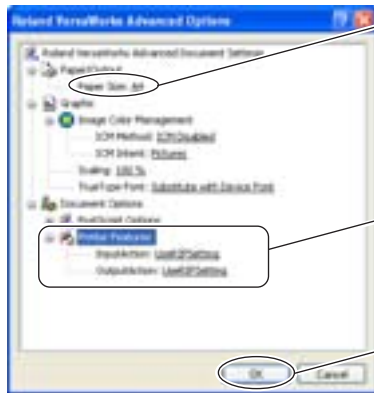 Roland VersaWorks Advanced Options
Roland VersaWorks Advanced Document Settings
Paper/Output
Paper Size: A4
Graphic
Image Color Management
ICM Method: ICM Disabled
ICM Intent: Pictures
Scaling: 100 %
TrueType Font: Substitute with Device Font
Document Options
PostScript Options
Printer Features
InputAction: UseRIPSetting
OutputAction: UseRIPSetting
OK
Cancel